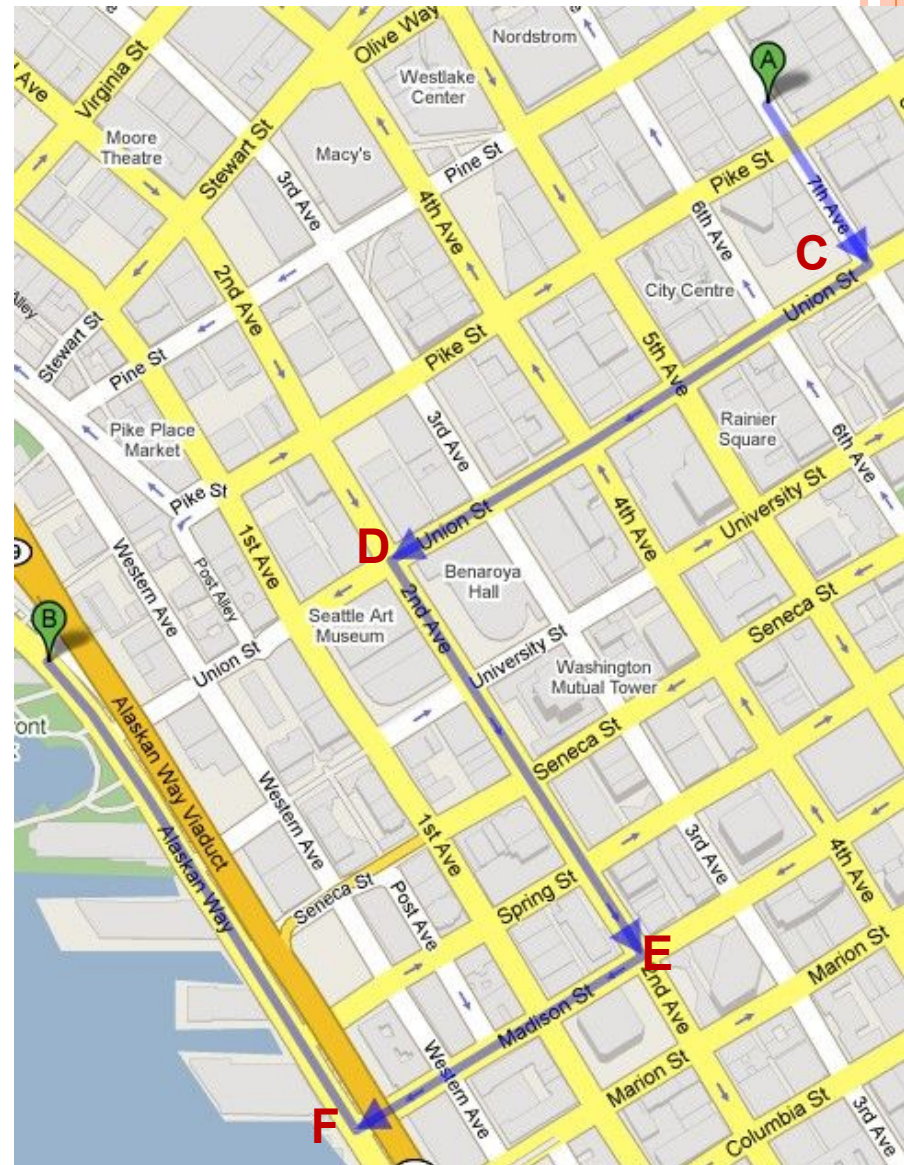 Olive Way
Nordstrom
A
Virginia St
Ave
Westlake
Center
Moore
Theatre
Stewart St
Macy's
Pine St
Pike St
3rd Ave
4th Ave
6th Ave
7th Ave
C
2nd Ave
City Centre
Union St
Alley
Stewart St
Pine St
Pike St
5th Ave
3rd Ave
Rainier
Square
6th Ave
Pike Place
Market
Pike St
University St
4th Ave
Union St
1st Ave
D
Western Ave
Post Alley
Benaroya
Hall
2nd Ave
Seneca St
B
Seattle Art
Museum
University St
Union St
Washington
Mutual Tower
ront
Alaskan Way Viaduct
Seneca St
Western Ave
1st Ave
3rd Ave
4th Ave
Alaskan Way
Seneca St
Post Ave
Spring St
E
Marion St
2nd Ave
Madison St
Western Ave
Marion St
F
Columbia St
3rd Ave